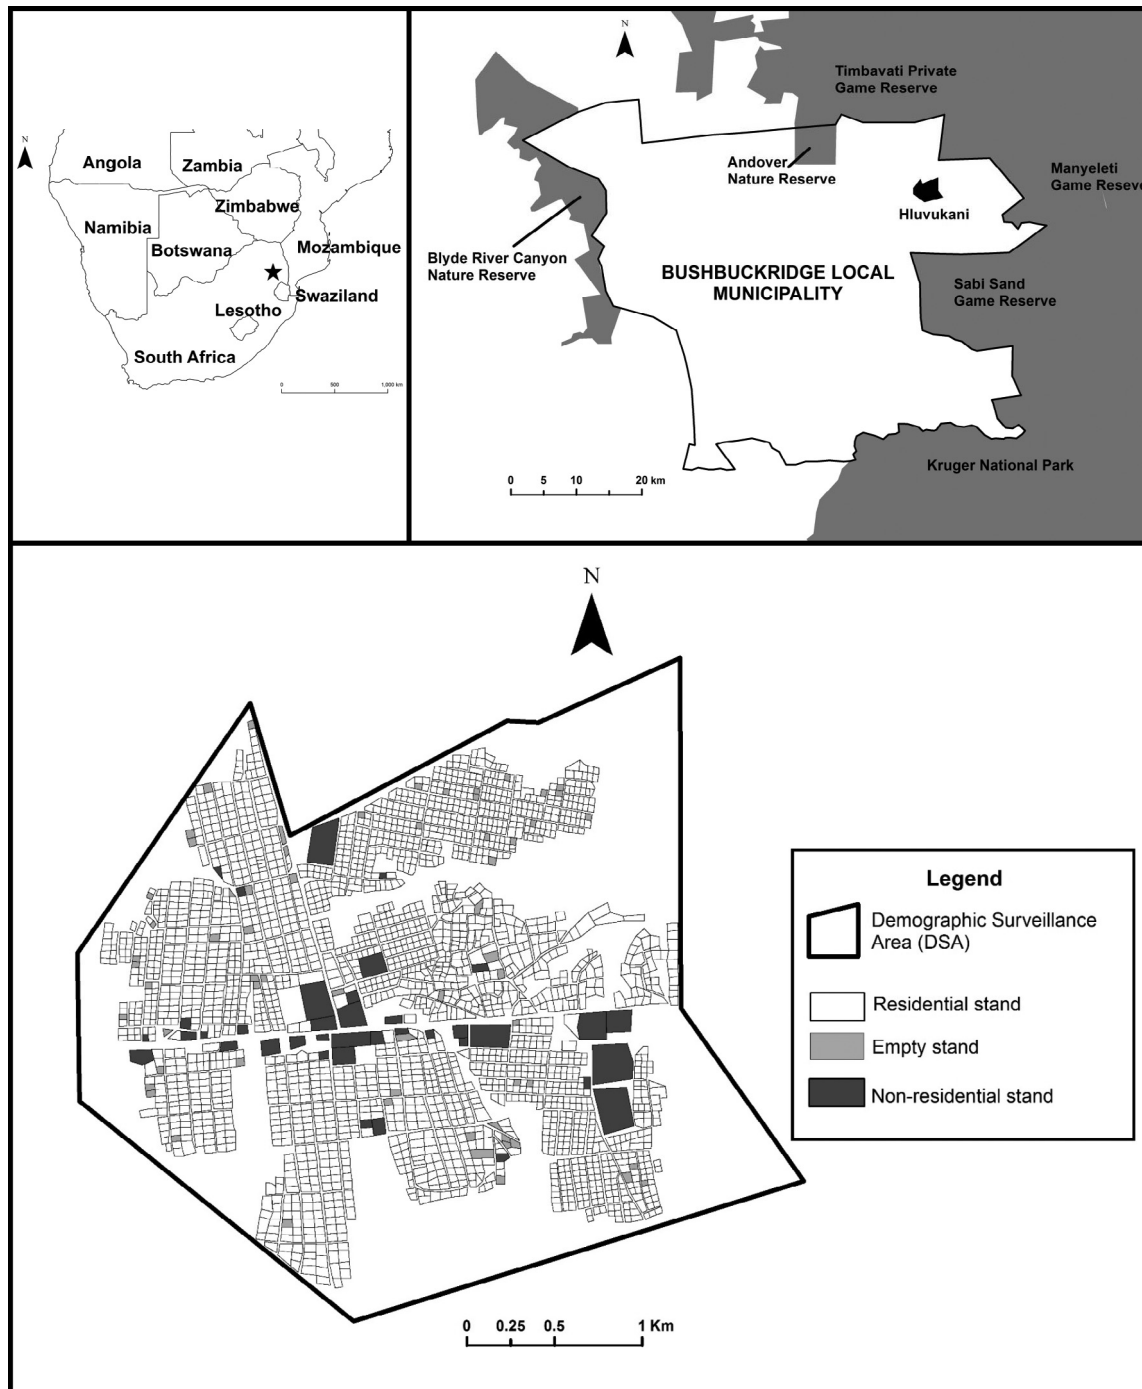 N
Angola
Zambia
Zimbabwe
Namibia
Botswana
Mozambique
Swaziland
Lesotho
South Africa
0 500 1,000 km
N
Timbavati Private
Game Reserve
Andover
Nature Reserve
Manyeleti
Game Reseve
Hluvukani
Blyde River Canyon
Nature Reserve
BUSHBUCKRIDGE LOCAL
MUNICIPALITY
Sabi Sand
Game Reserve
Kruger National Park
0 5 10 20 km
N
Legend
Demographic Surveillance
Area (DSA)
Residential stand
Empty stand
Non-residential stand
0 0.25 0.5 1 Km